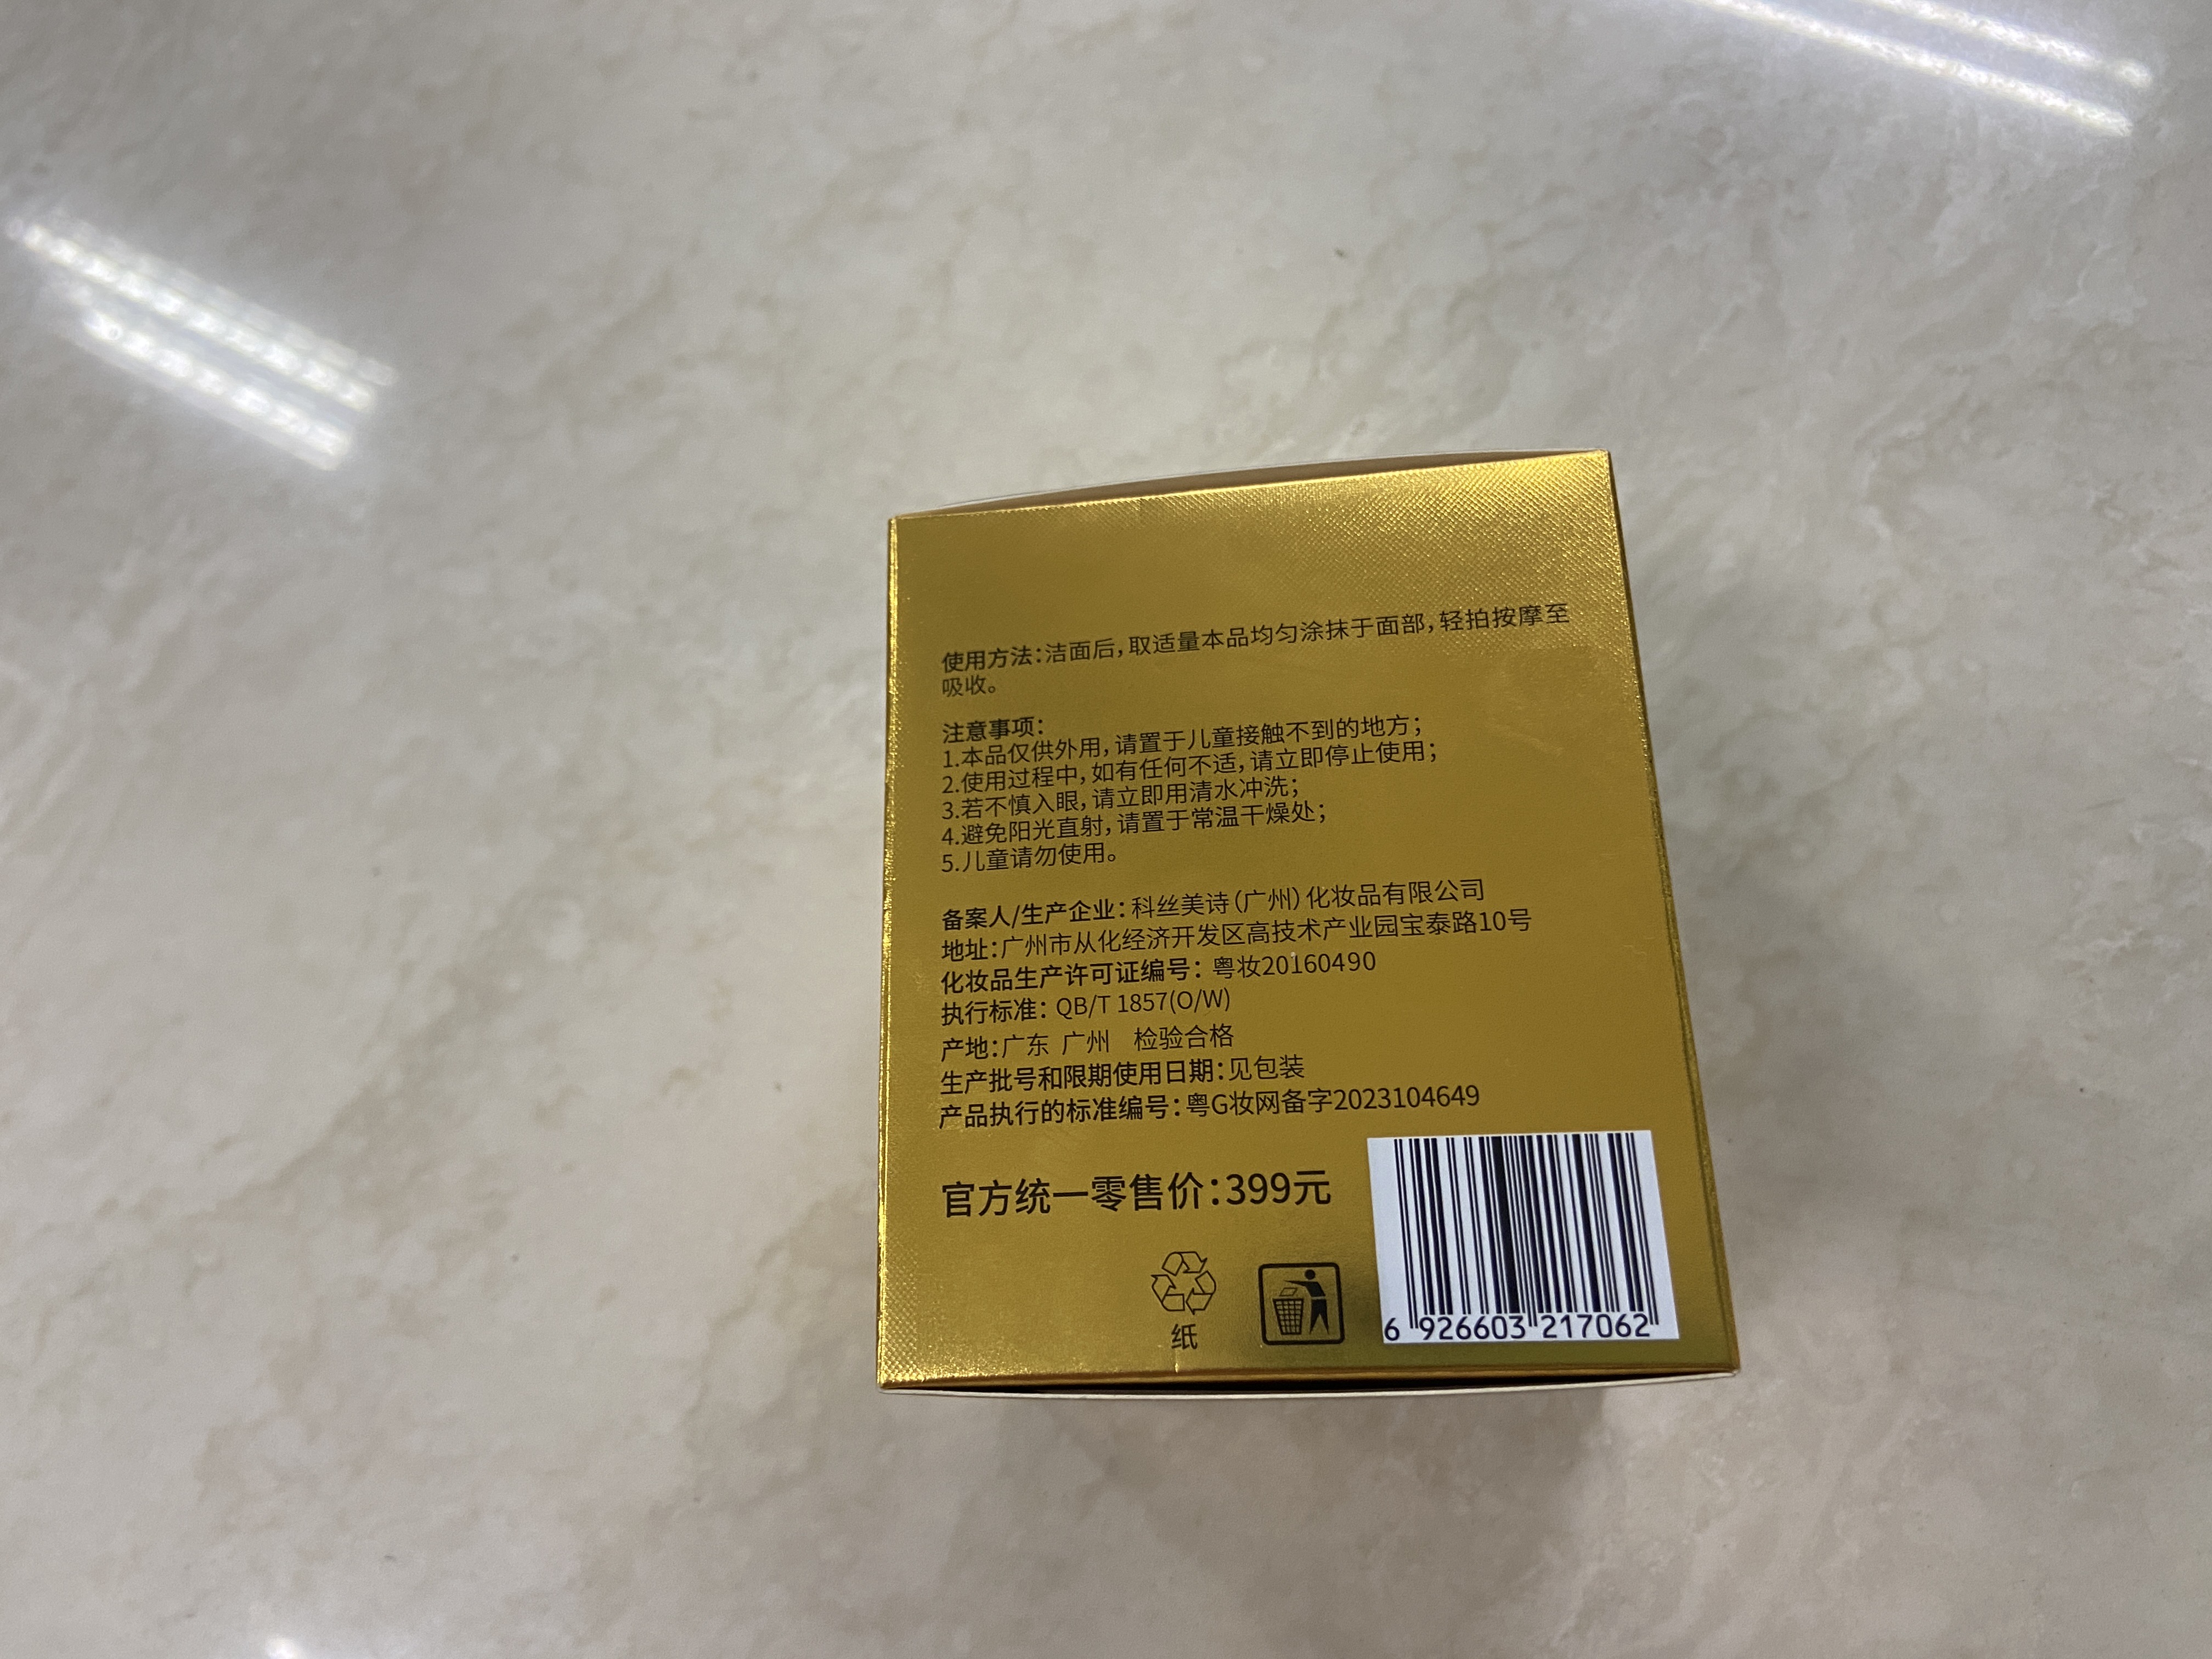 使用方法：洁面后，取适量本品均匀涂抹于面部，轻拍按摩至
吸收。
注意事项：
1.本品仅供外用，请置于儿童接触不到的地方；
2.使用过程中，如有任何不适，请立即停止使用；
3.若不慎入眼，请立即用清水冲洗；
4.避免阳光直射，请置于常温干燥处；
5.儿童请勿使用。
备案人/生产企业：科丝美诗（广州）化妆品有限公司
地址：广州市从化经济开发区高技术产业园宝泰路10号
化妆品生产许可证编号：粤妆20160490
执行标准：QB/T 1857(O/W)
产地：广东 广州 检验合格
生产批号和限期使用日期：见包装
产品执行的标准编号：粤G妆网备字2023104649
官方统一零售价：399元
纸
6 926603 217062